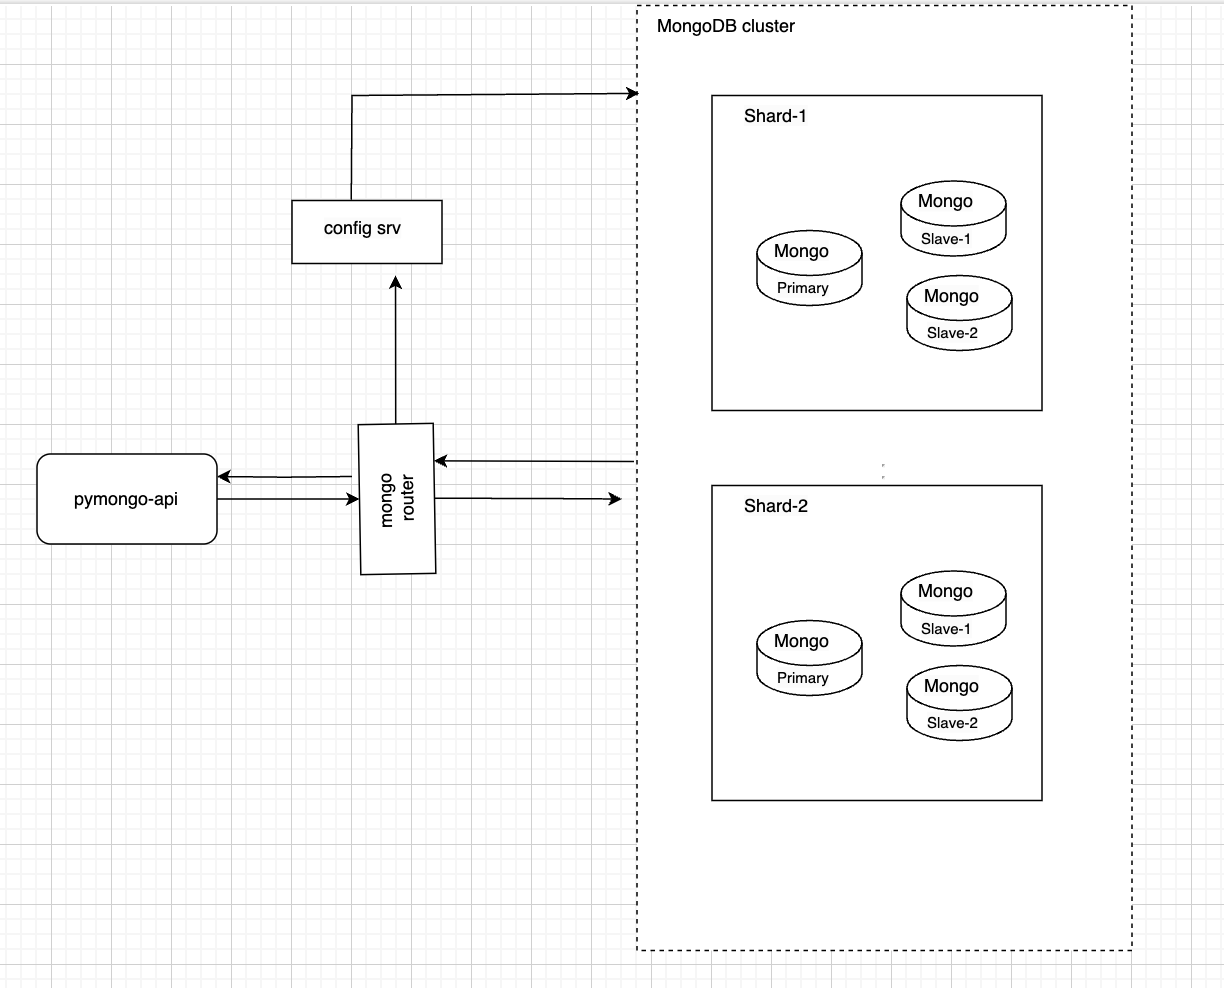 MongoDB cluster
Shard-1
Mongo
Slave-1
Mongo
Primary
Mongo
Slave-2
config srv
pymongo-api
mongo
router
Shard-2
Mongo
Slave-1
Mongo
Primary
Mongo
Slave-2